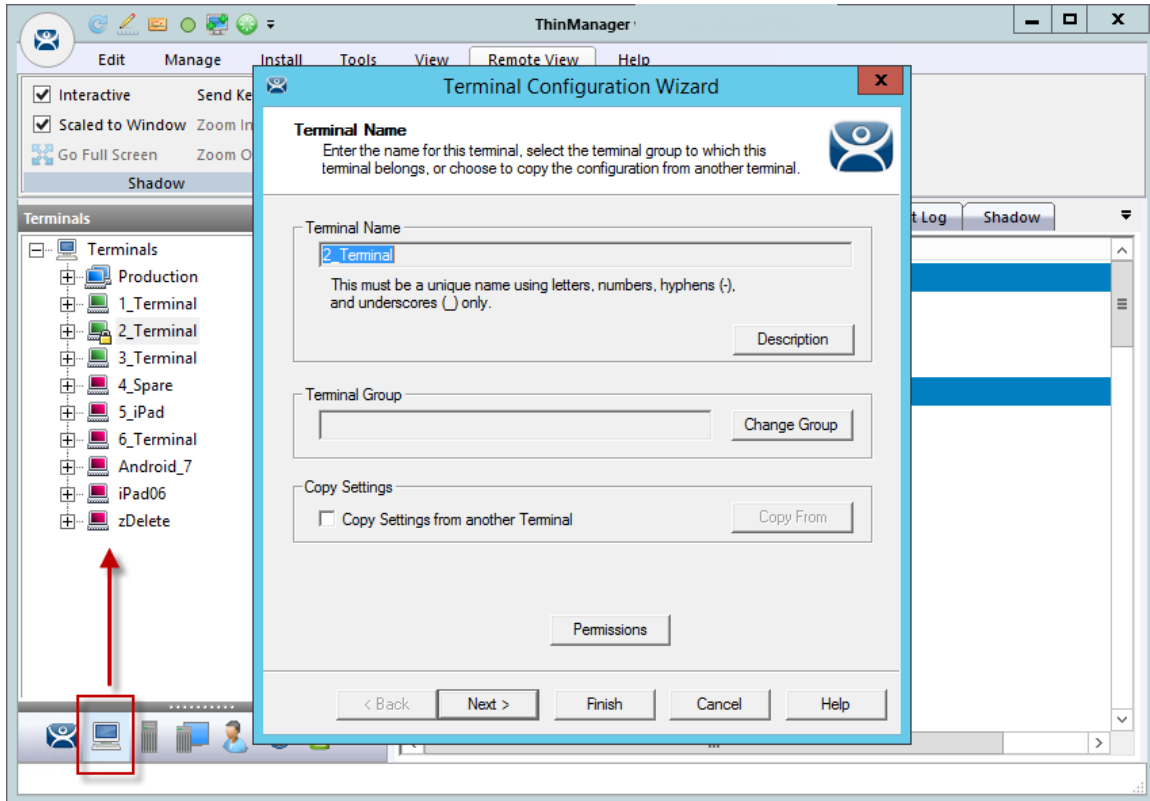 ThinManager
Edit Manage Install Tools View Remote View Help
Interactive Send Ke
Scaled to Window Zoom In
Go Full Screen Zoom O
Shadow
Terminal Configuration Wizard
x
Terminal Name
Enter the name for this terminal, select the terminal group to which this
terminal belongs, or choose to copy the configuration from another terminal.
Terminals
t Log Shadow
Terminals
Production
1_Terminal
2_Terminal
3_Terminal
4_Spare
5_iPad
6_Terminal
Android_7
iPad06
zDelete
Terminal Name
2_Terminal
This must be a unique name using letters, numbers, hyphens (-),
and underscores (_) only.
Description
Terminal Group
Change Group
Copy Settings
Copy Settings from another Terminal
Copy From
Permissions
< Back Next > Finish Cancel Help